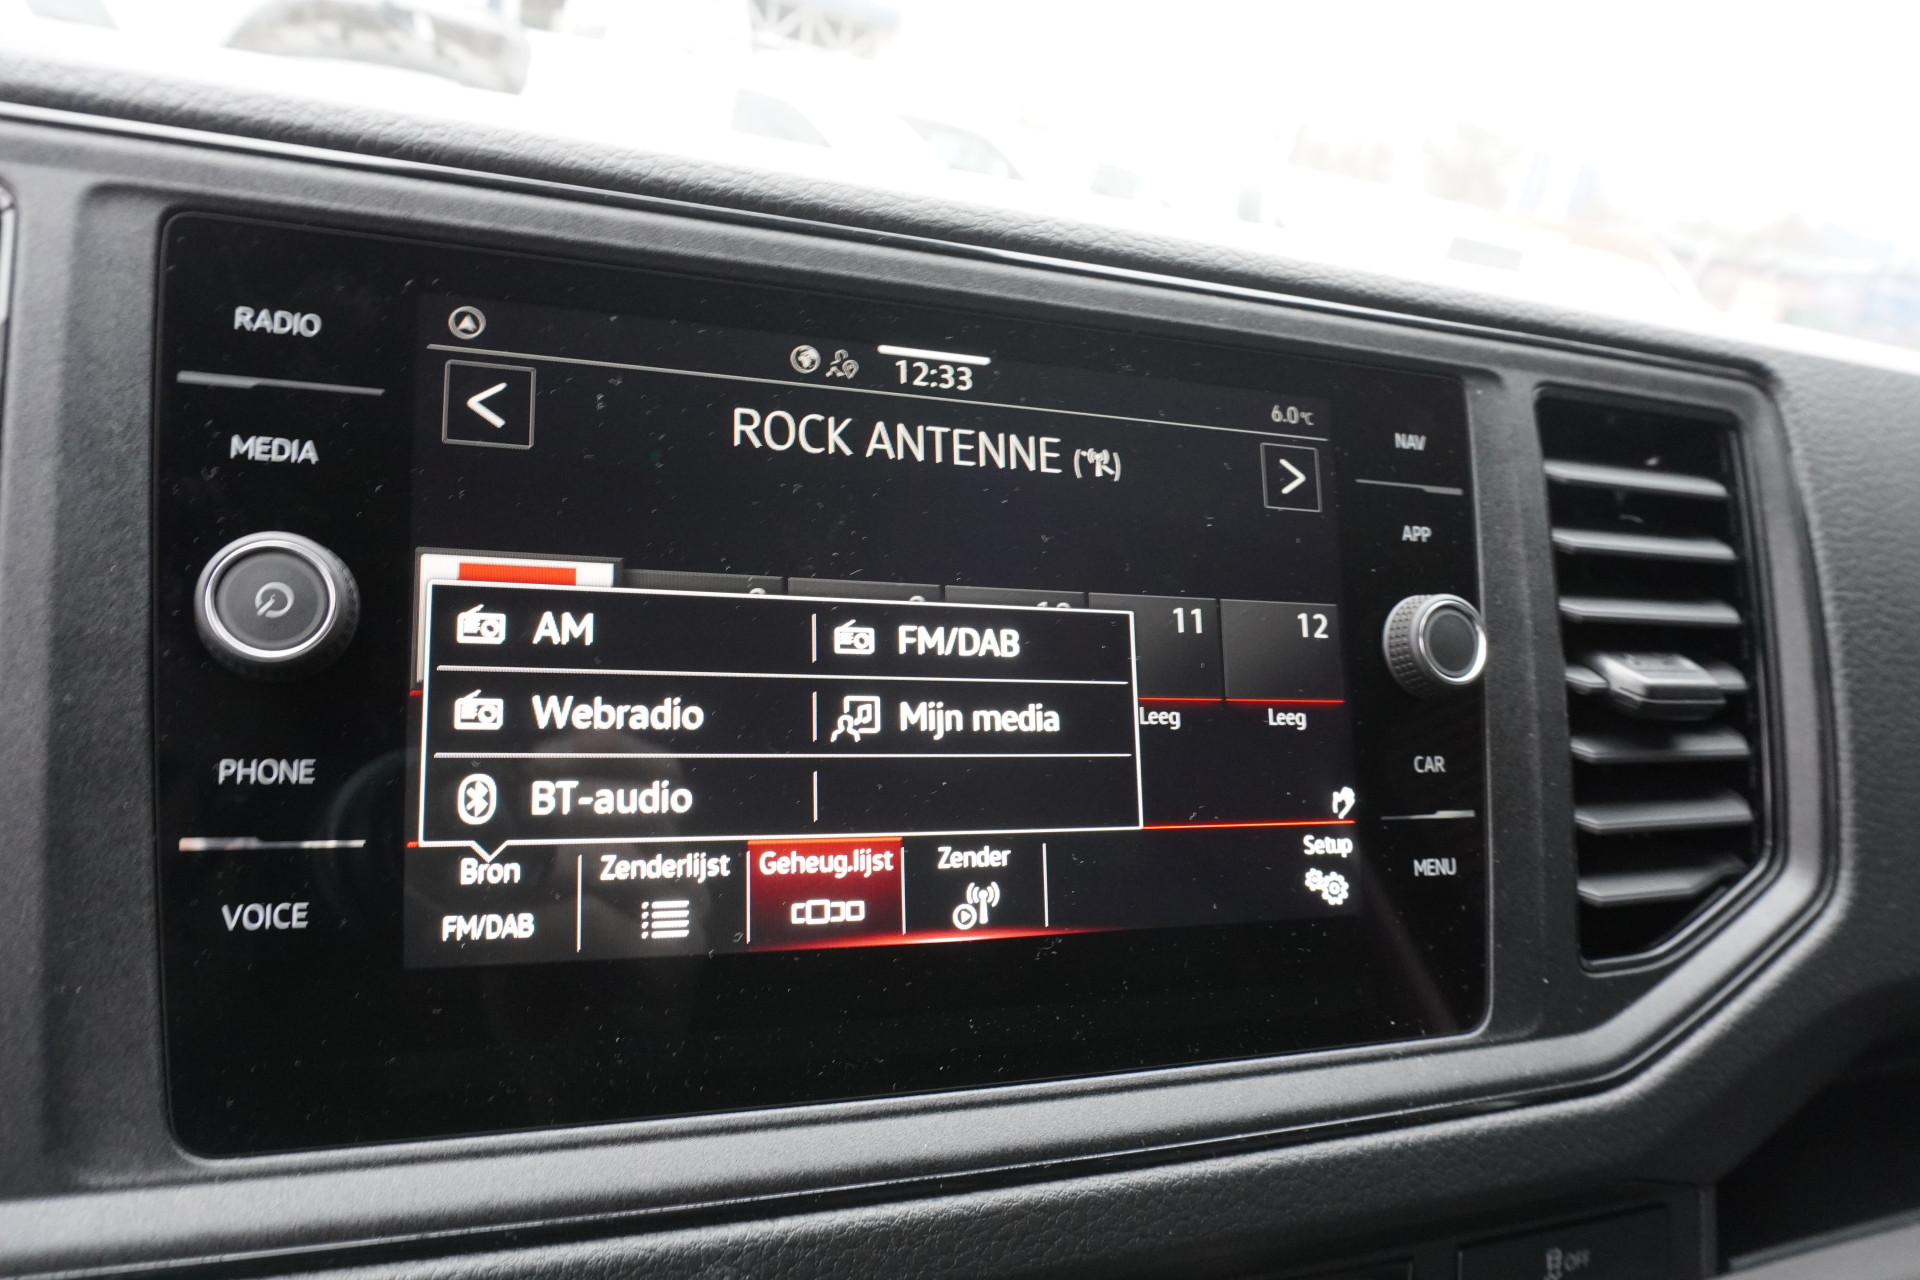 RADIO
MEDIA
PHONE
VOICE
12:33
6.0°C
ROCK ANTENNE
11
12
AM
FM/DAB
Webradio
Mijn media
BT-audio
Leeg
Leeg
Bron
FM/DAB
Zenderlijst
Geheug.lijst
Zender
Setup
NAV
APP
CAR
MENU
OFF